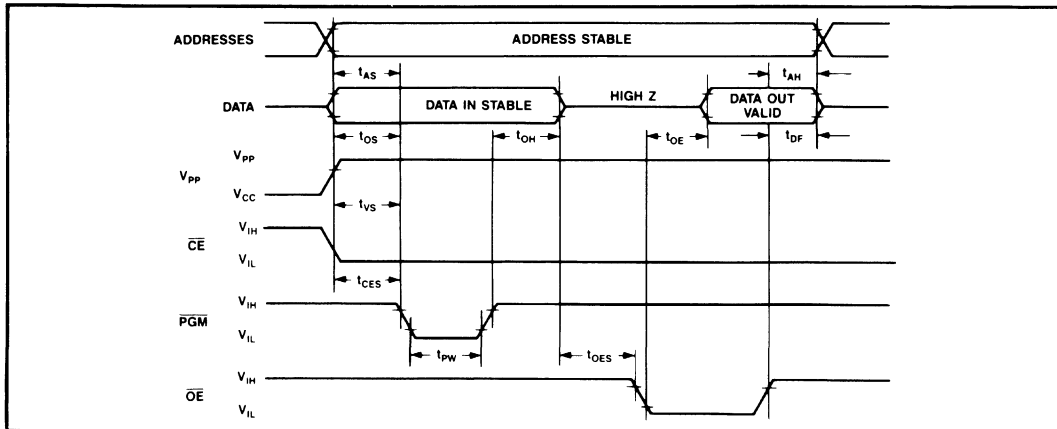 ADDRESSES ADDRESS STABLE
tAS tAH
DATA DATA IN STABLE HIGH Z DATA OUT VALID
tOS tOH tOE tDF
VPP VPP
VCC
tVS
CE VIH
VIL
tCES
PGM VIH
VIL
tPW tOES
OE VIH
VIL